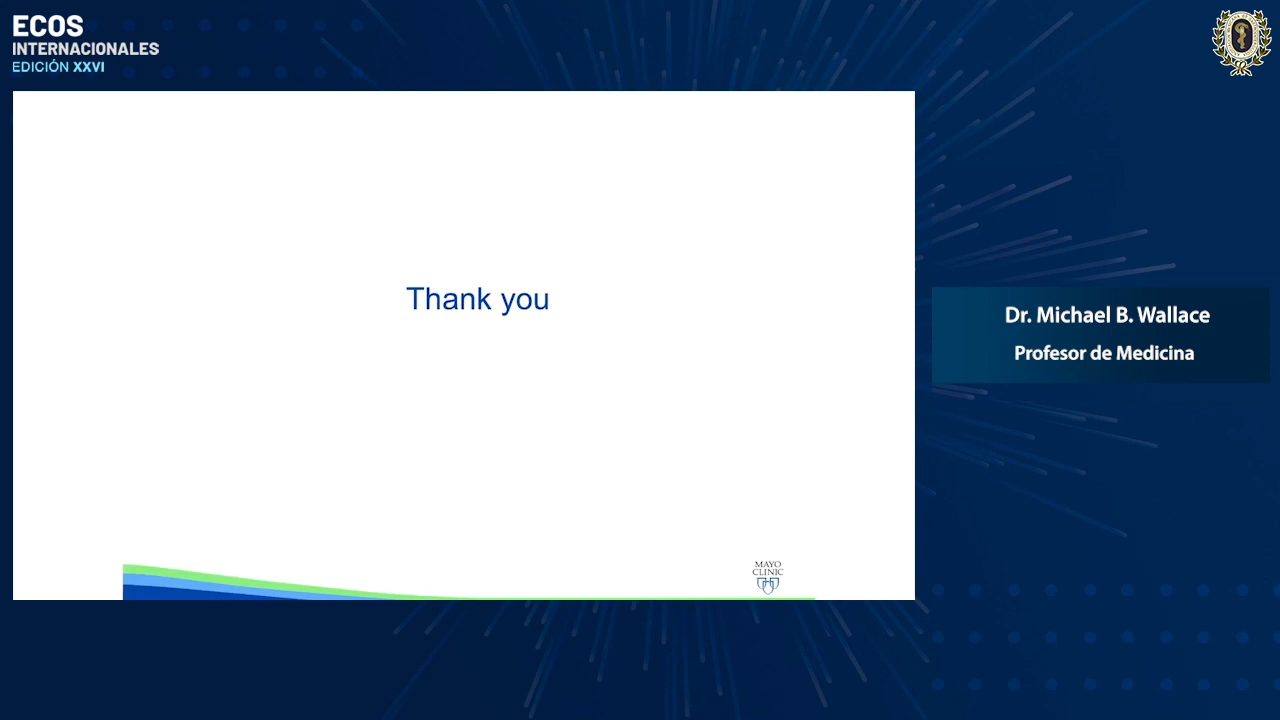 ECOS
INTERNACIONALES
EDICIÓN XXVI
Thank you
Dr. Michael B. Wallace
Profesor de Medicina
MAYO
CLINIC